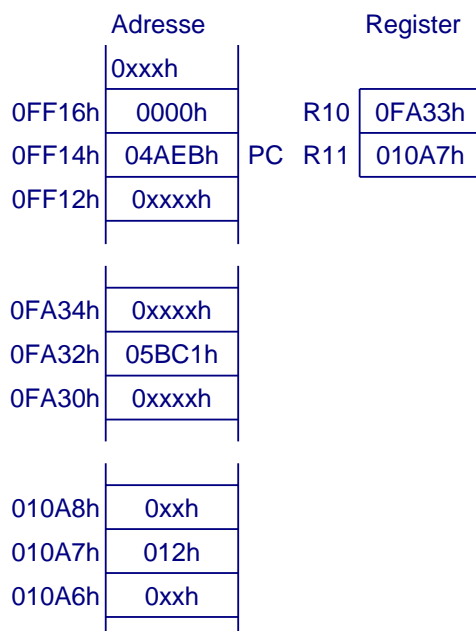 Adresse Register
0xxxh
0FF16h 0000h R10 0FA33h
0FF14h 04AEBh PC R11 010A7h
0FF12h 0xxxxh
0FA34h 0xxxxh
0FA32h 05BC1h
0FA30h 0xxxxh
010A8h 0xxh
010A7h 012h
010A6h 0xxh